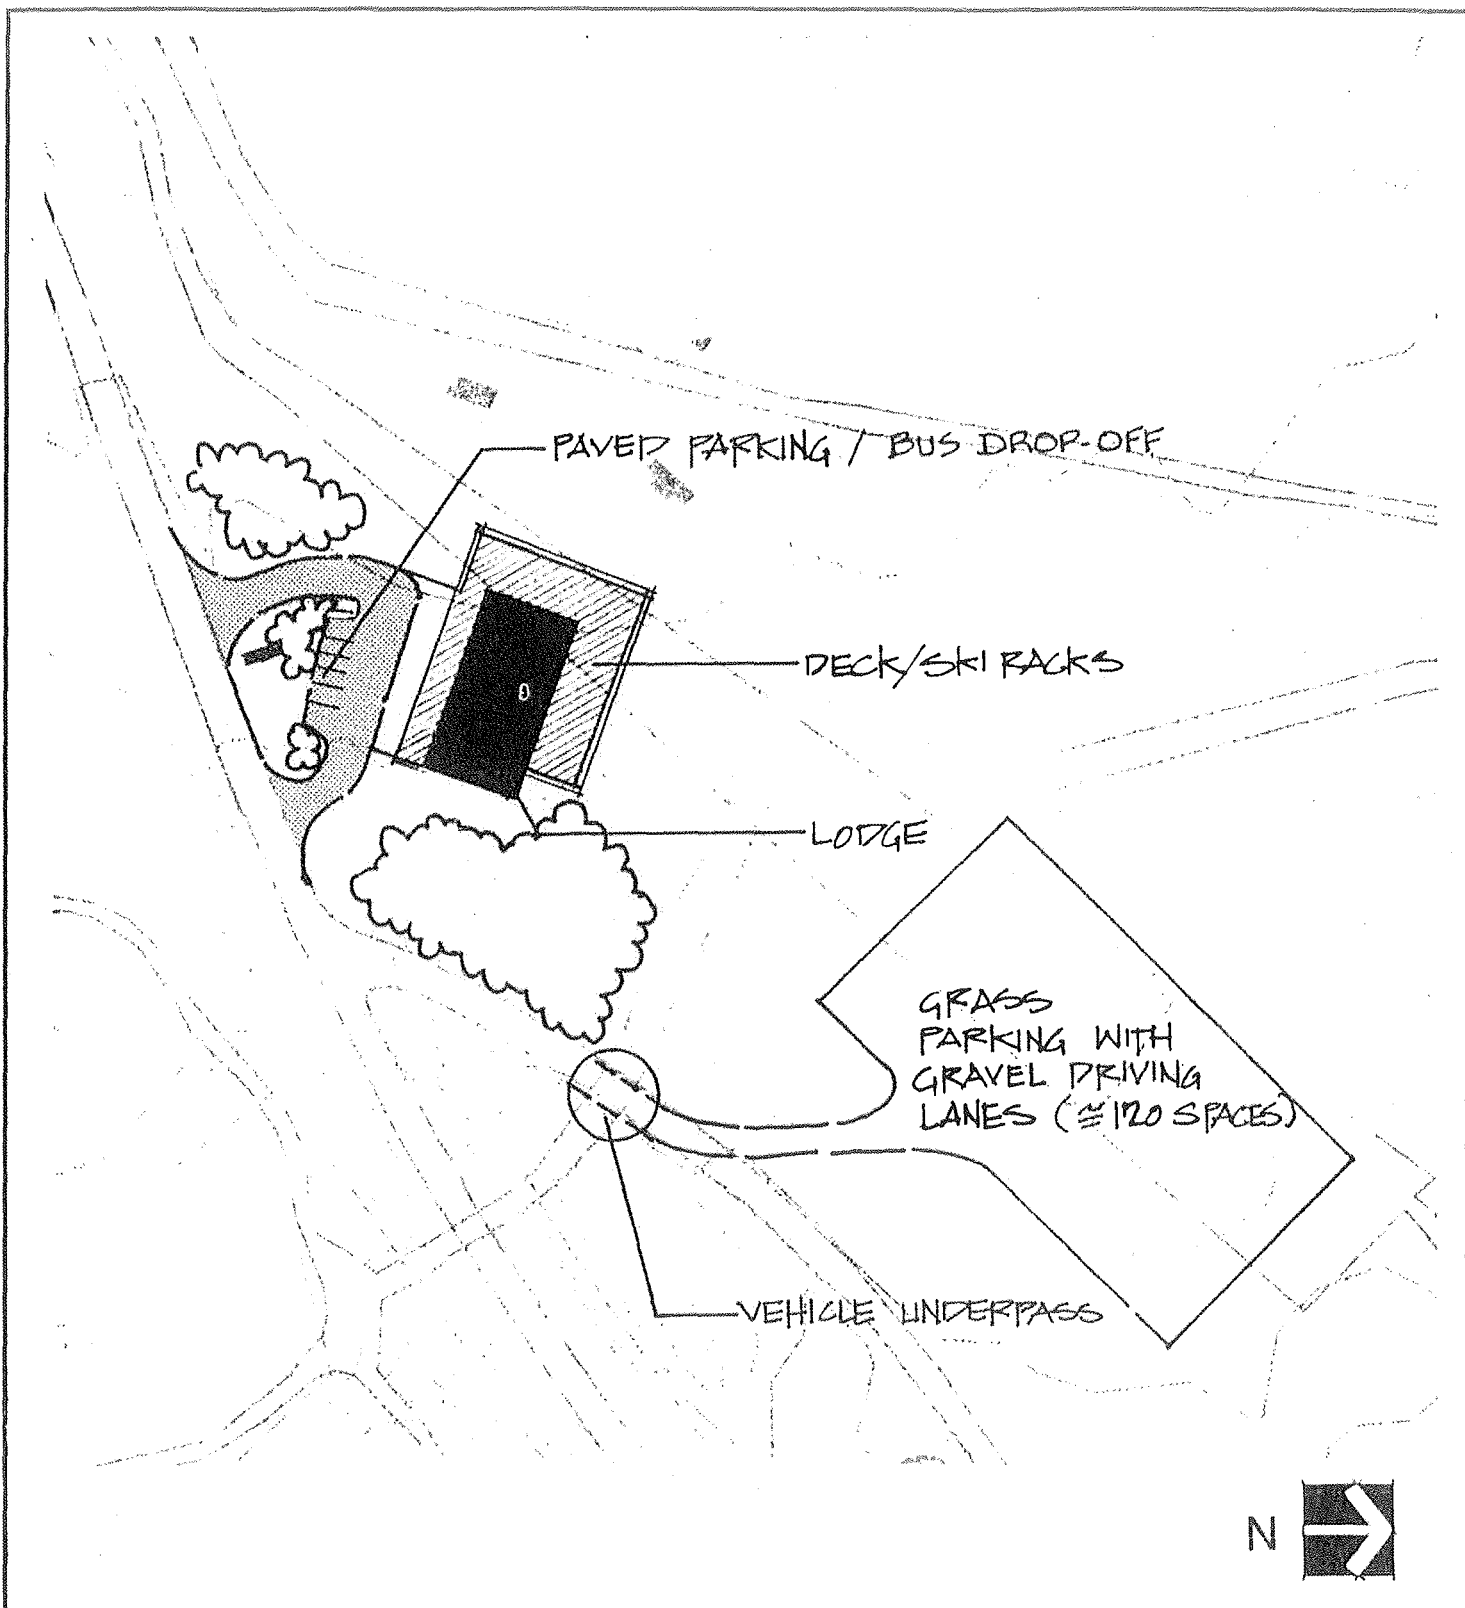 PAVED PARKING / BUS DROP-OFF
DECK/SKI RACKS
LODGE
GRASS
PARKING WITH
GRAVEL DRIVING
LANES (≅120 SPACES)
VEHICLE UNDERPASS
N